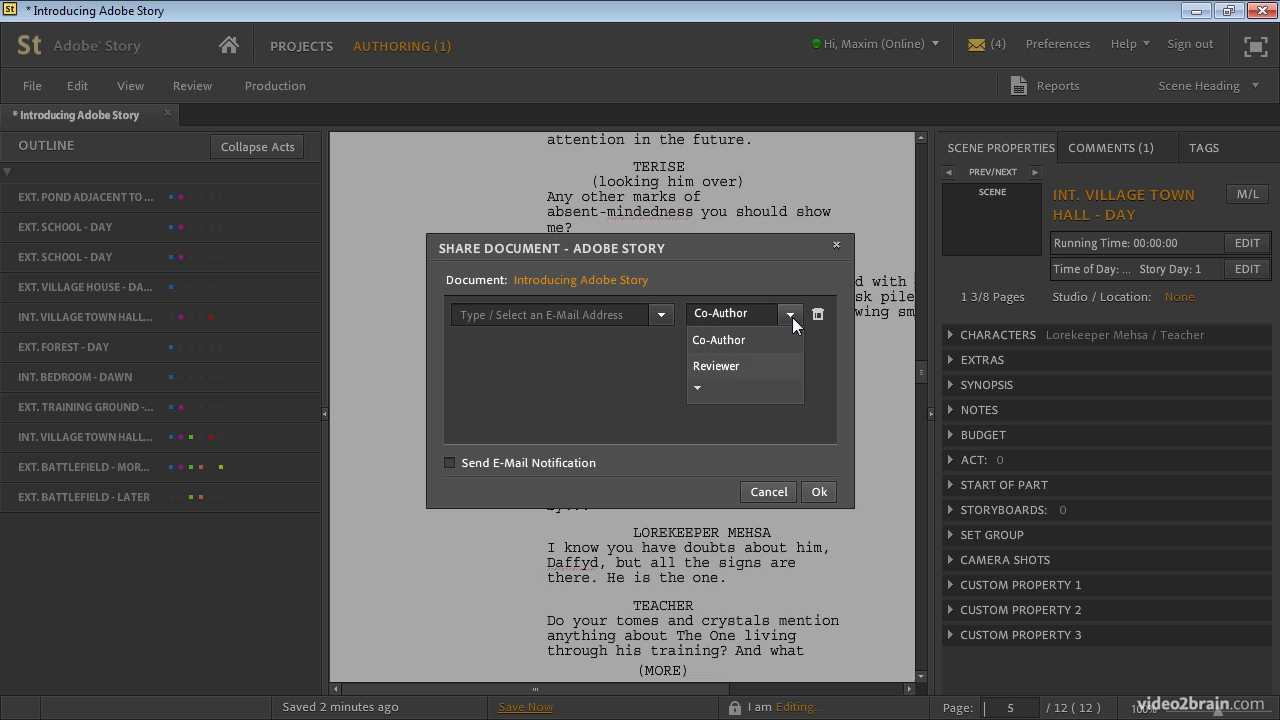 St * Introducing Adobe Story
St Adobe® Story PROJECTS AUTHORING (1) Hi, Maxim (Online) (4) Preferences Help Sign out
File Edit View Review Production Reports Scene Heading
* Introducing Adobe Story
OUTLINE
Collapse Acts
EXT. POND ADJACENT TO ...
EXT. SCHOOL - DAY
EXT. SCHOOL - DAY
EXT. VILLAGE HOUSE - DA...
INT. VILLAGE TOWN HALL...
EXT. FOREST - DAY
INT. BEDROOM - DAWN
EXT. TRAINING GROUND -...
INT. VILLAGE TOWN HALL...
EXT. BATTLEFIELD - MOR...
EXT. BATTLEFIELD - LATER
attention in the future.
TERISE
(looking him over)
Any other marks of
absent-mindedness you should show
me?
d with
sk pile
wing sm
SHARE DOCUMENT - ADOBE STORY
Document: Introducing Adobe Story
Type / Select an E-Mail Address
Co-Author
Co-Author
Reviewer
Send E-Mail Notification
Cancel Ok
LOREKEEPER MEHSA
I know you have doubts about him,
Daffyd, but all the signs are
there. He is the one.
TEACHER
Do your tomes and crystals mention
anything about The One living
through his training? And what
(MORE)
SCENE PROPERTIES COMMENTS (1) TAGS
PREV/NEXT
SCENE
INT. VILLAGE TOWN
HALL - DAY
M/L
Running Time: 00:00:00 EDIT
Time of Day: ... Story Day: 1 EDIT
1 3/8 Pages Studio / Location: None
CHARACTERS Lorekeeper Mehsa / Teacher
EXTRAS
SYNOPSIS
NOTES
BUDGET
ACT: 0
START OF PART
STORYBOARDS: 0
SET GROUP
CAMERA SHOTS
CUSTOM PROPERTY 1
CUSTOM PROPERTY 2
CUSTOM PROPERTY 3
Saved 2 minutes ago Save Now I am Editing... Page: 5 / 12 ( 12 ) 100%
video2brain.com